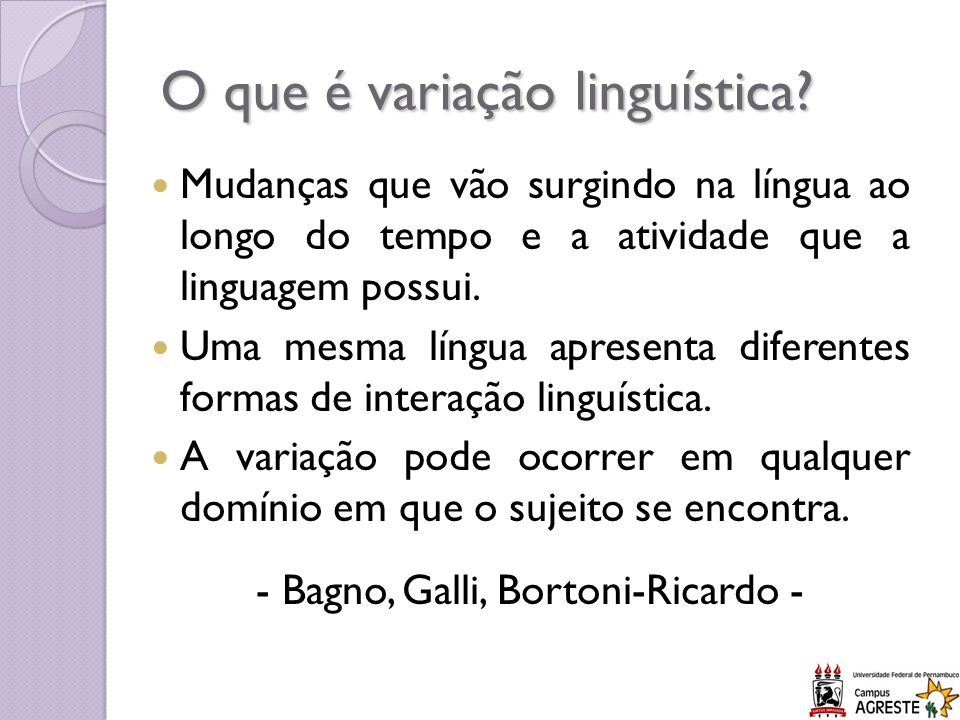 O que é variação linguística?
Mudanças que vão surgindo na língua ao
longo do tempo e a atividade que a
linguagem possui.
Uma mesma língua apresenta diferentes
formas de interação linguística.
A variação pode ocorrer em qualquer
domínio em que o sujeito se encontra.
- Bagno, Galli, Bortoni-Ricardo -
Universidade Federal de Pernambuco
Campus
AGRESTE